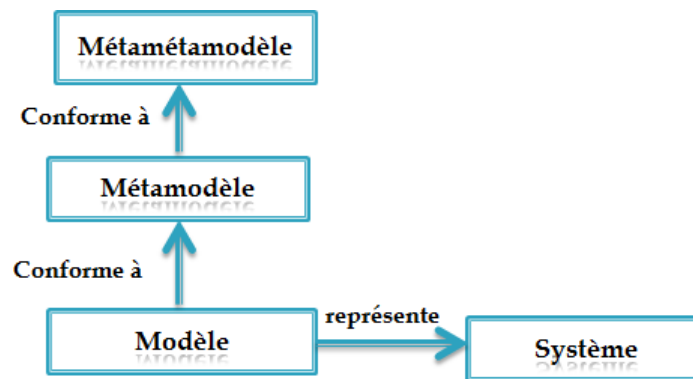 Métamétamodèle
Conforme à
Métamodèle
Conforme à
Modèle
représente
Système